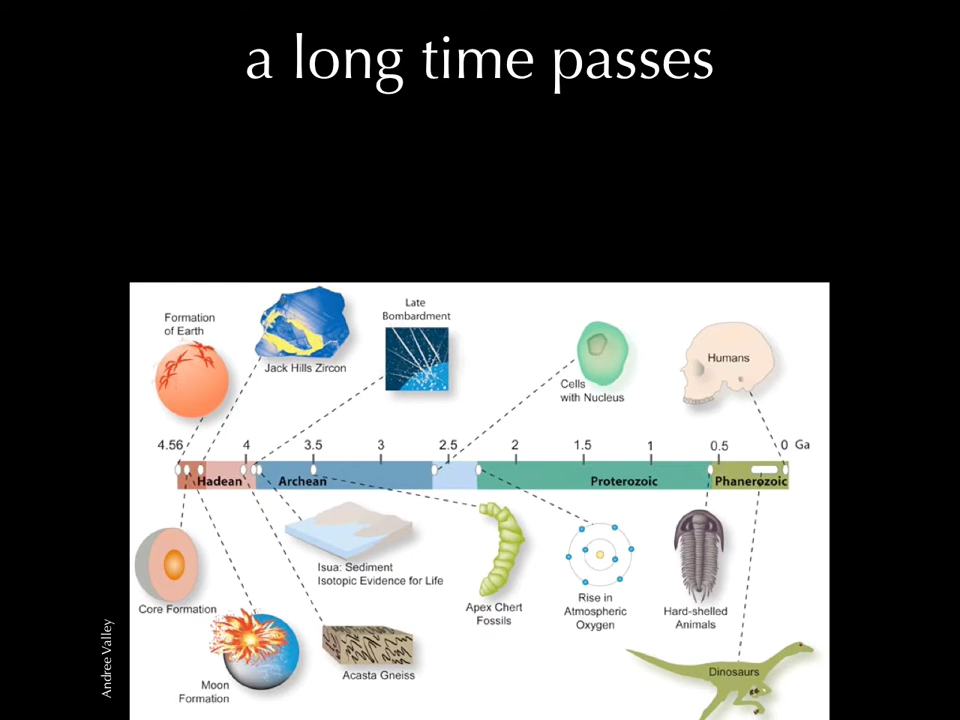 a long time passes
Formation
of Earth
Jack Hills Zircon
Late
Bombardment
Cells
with Nucleus
Humans
4.56 4 3.5 3 2.5 2 1.5 1 0.5 0 Ga
Hadean Archean Proterozoic Phanerozoic
Core Formation
Moon
Formation
Acasta Gneiss
Isua: Sediment
Isotopic Evidence for Life
Apex Chert
Fossils
Rise in
Atmospheric
Oxygen
Hard-shelled
Animals
Dinosaurs
Andree Valley